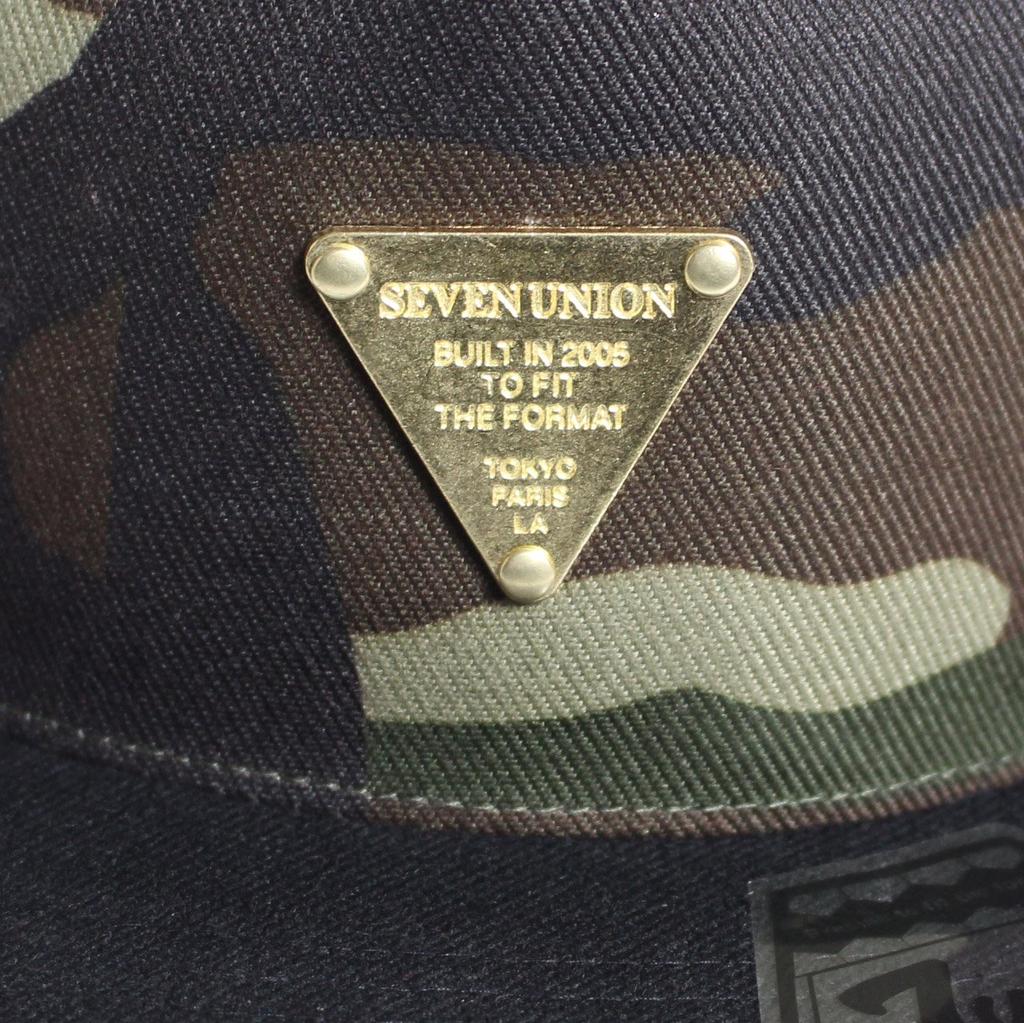 SEVEN UNION
BUILT IN 2005
TO FIT
THE FORMAT
TOKYO
PARIS
LA